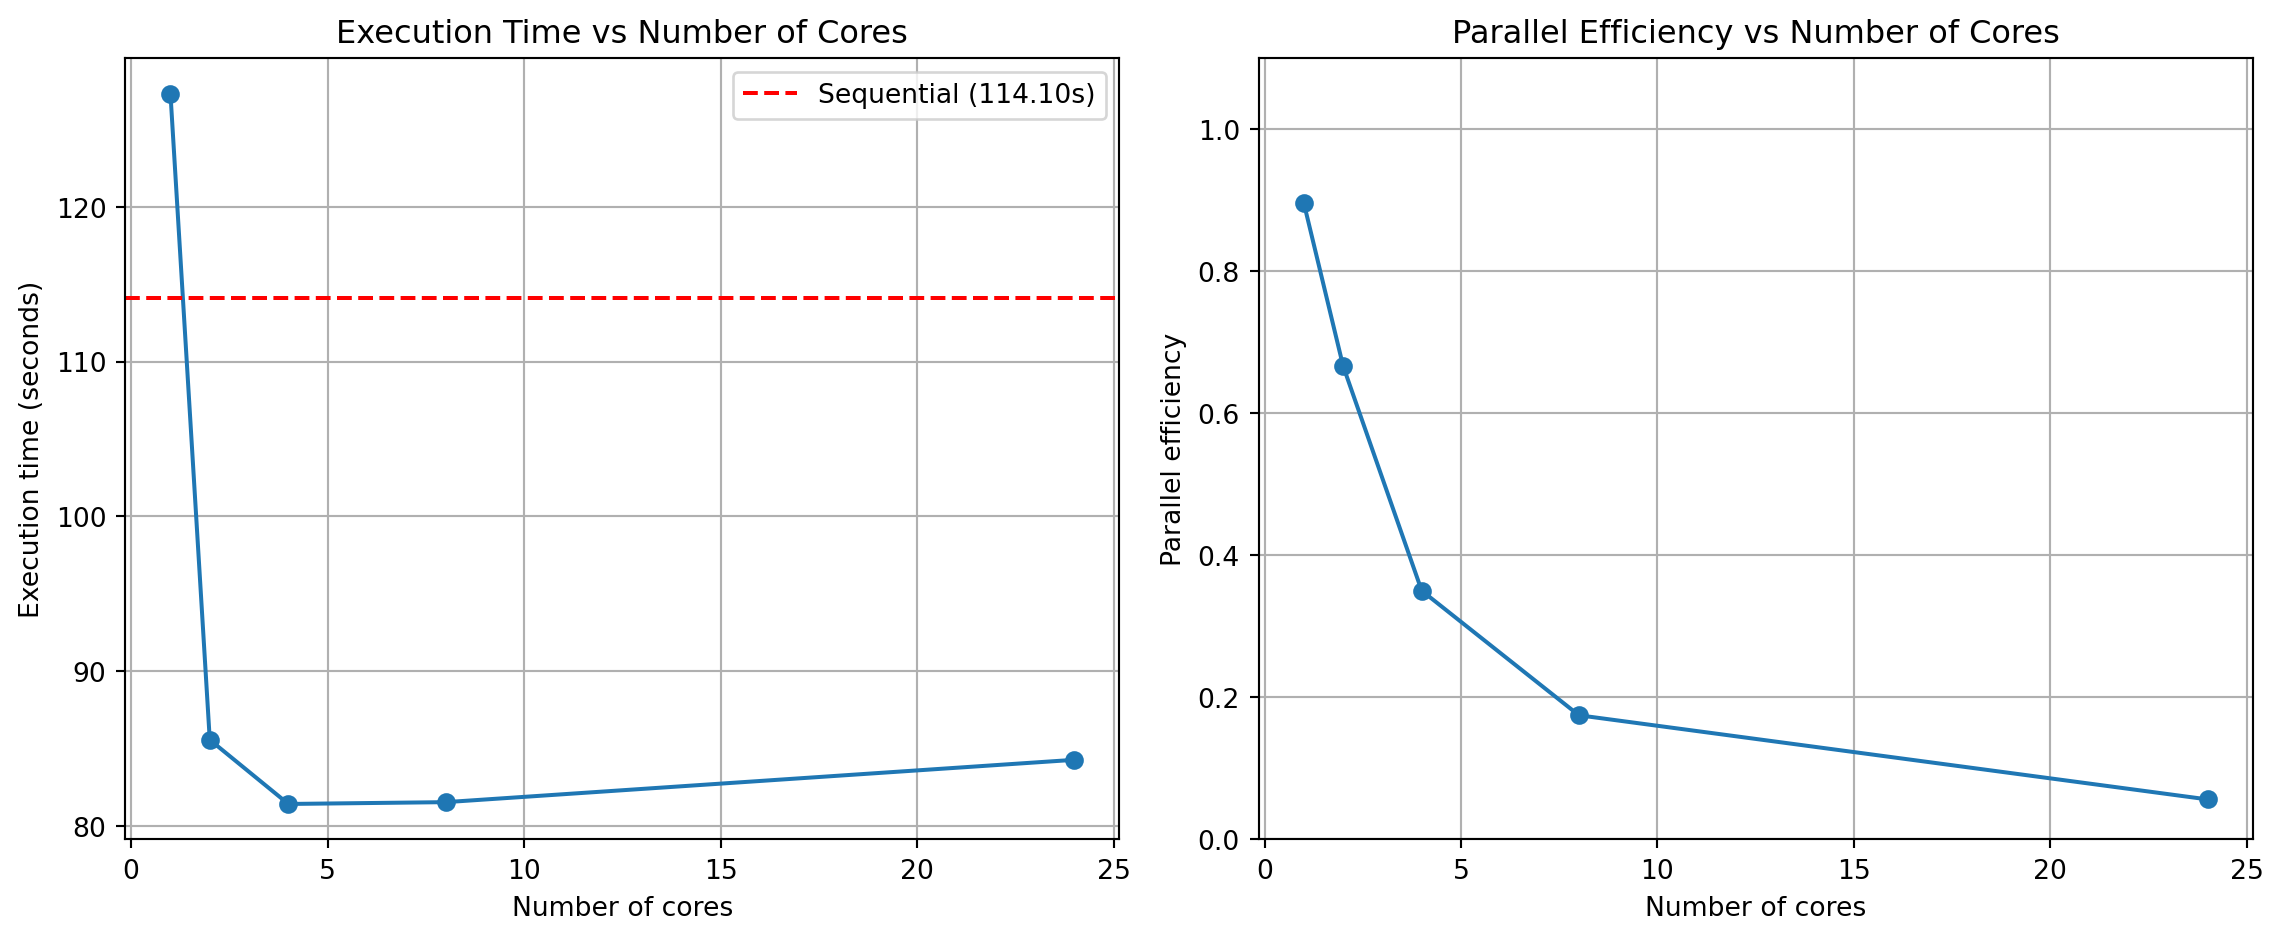 Execution Time vs Number of Cores
Sequential (114.10s)
120
110
100
90
80
Execution time (seconds)
0 5 10 15 20 25
Number of cores
Parallel Efficiency vs Number of Cores
1.0
0.8
0.6
0.4
0.2
0.0
Parallel efficiency
0 5 10 15 20 25
Number of cores